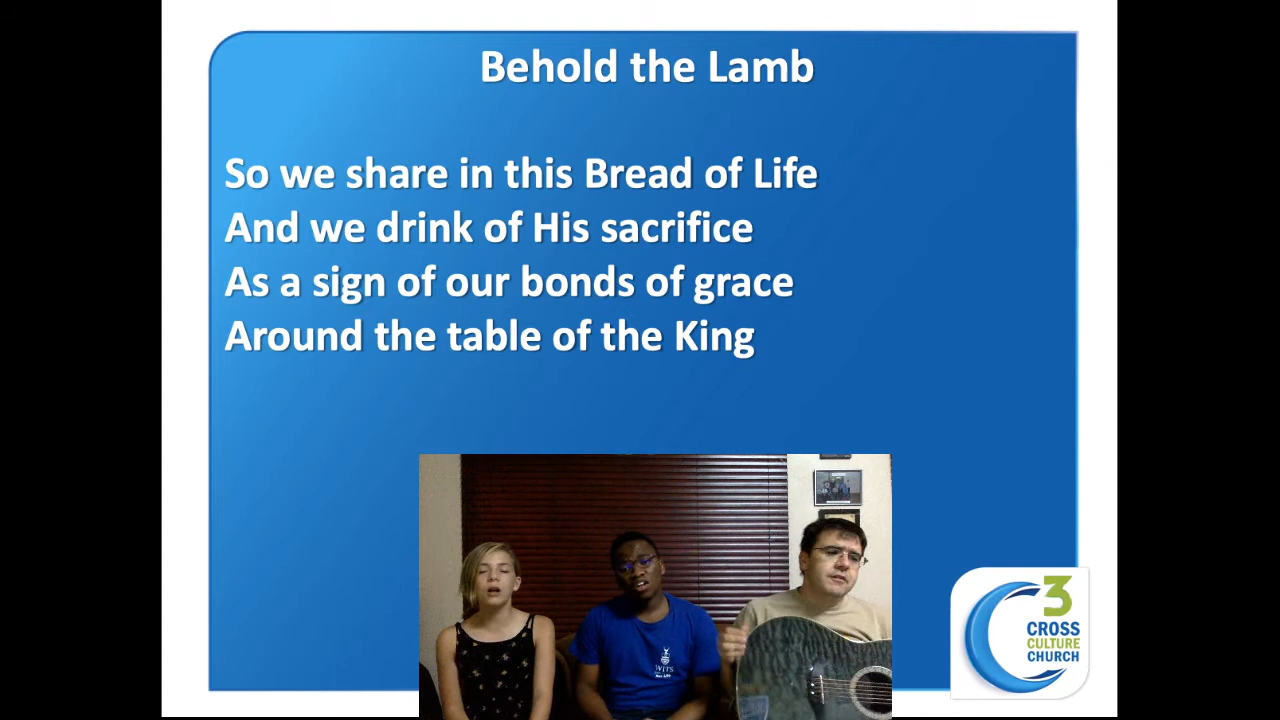 Behold the Lamb
So we share in this Bread of Life
And we drink of His sacrifice
As a sign of our bonds of grace
Around the table of the King
WITS
3
CROSS
CULTURE
CHURCH